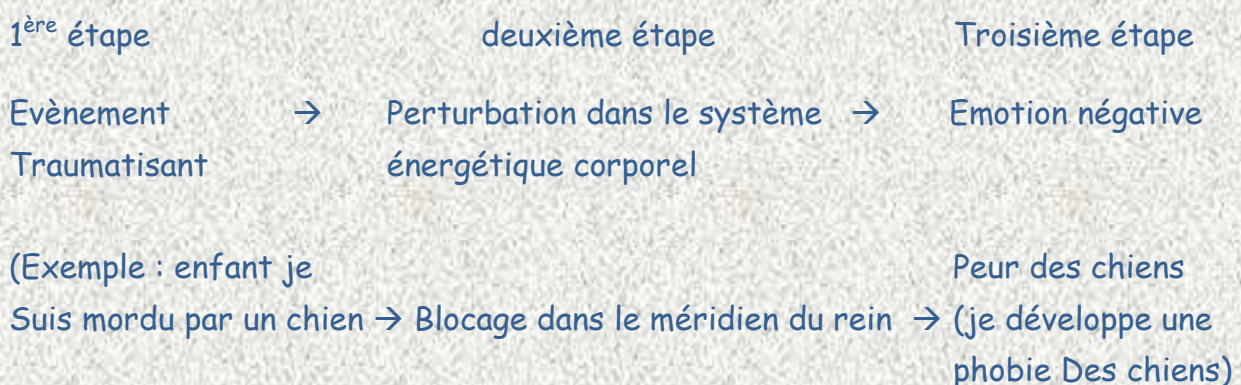 1ère étape deuxième étape Troisième étape
Evènement → Perturbation dans le système → Emotion négative
Traumatisant énergétique corporel
(Exemple : enfant je Peur des chiens
Suis mordu par un chien → Blocage dans le méridien du rein → (je développe une
phobie Des chiens)